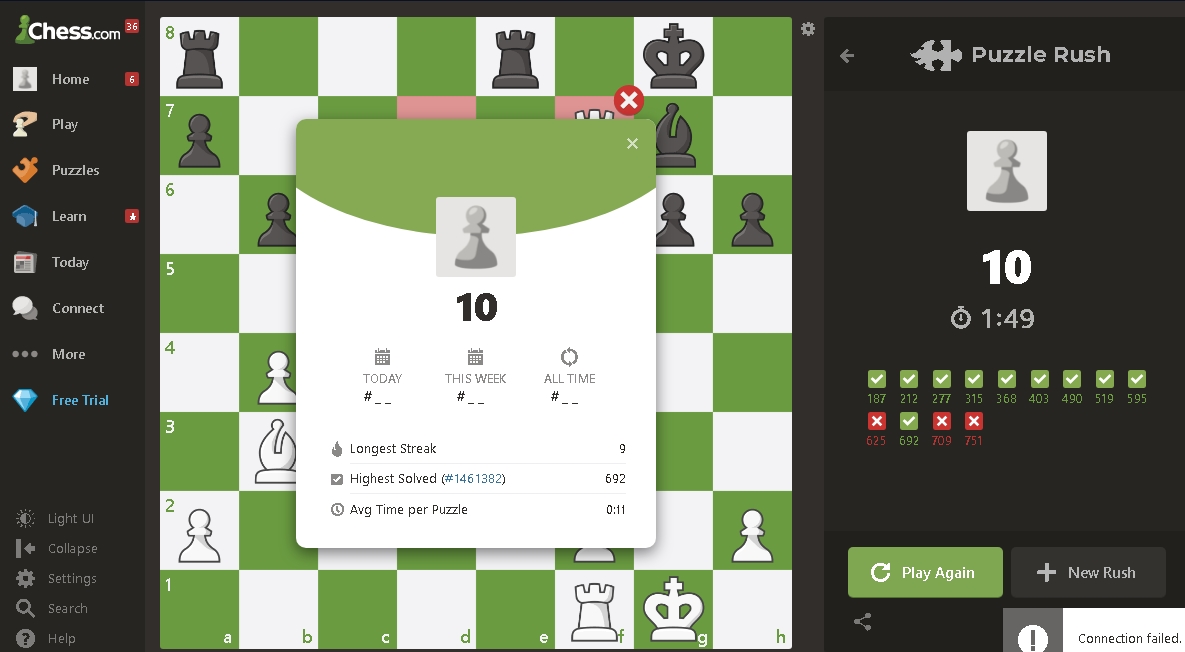 Chess.com 36
Home 6
Play
Puzzles
Learn
Today
Connect
More
Free Trial
Light UI
Collapse
Settings
Search
Help
8
7
6
5
4
3
2
1
a b c d e f g h
10
TODAY THIS WEEK ALL TIME
#_ _ #_ _ #_ _
Longest Streak 9
Highest Solved (#1461382) 692
Avg Time per Puzzle 0:11
Puzzle Rush
10
1:49
187 212 277 315 368 403 490 519 595
625 692 709 751
Play Again
New Rush
Connection failed.